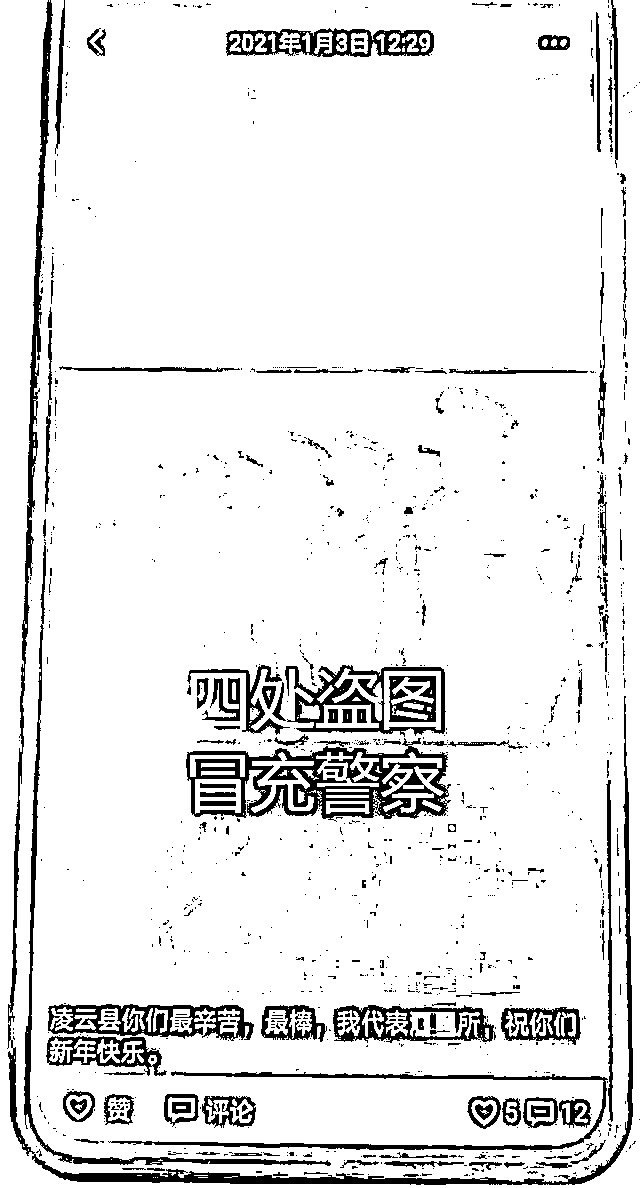 2021年1月3日 12:29
四处盗图
冒充警察
凌云县你们最辛苦，最棒，我代表所，祝你们
新年快乐。
赞 评论 5 12